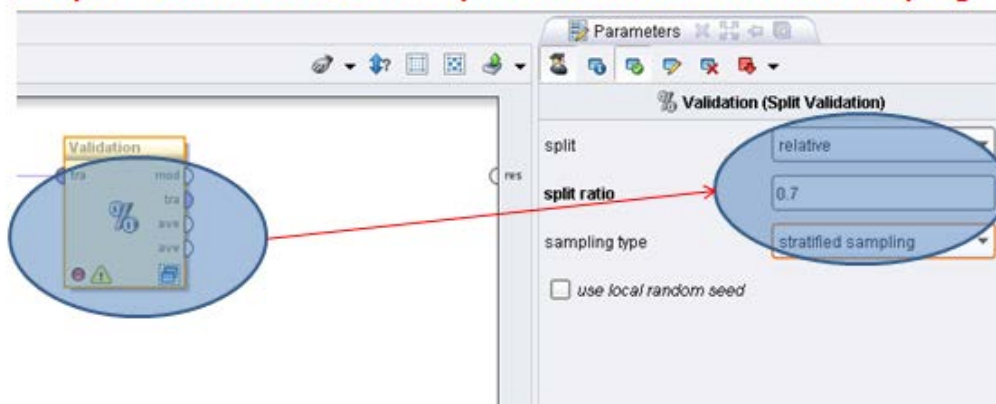 Parameters
Validation (Split Validation)
Validation
tra
mod
tra
ave
ave
res
split
relative
split ratio
0.7
sampling type
stratified sampling
use local random seed